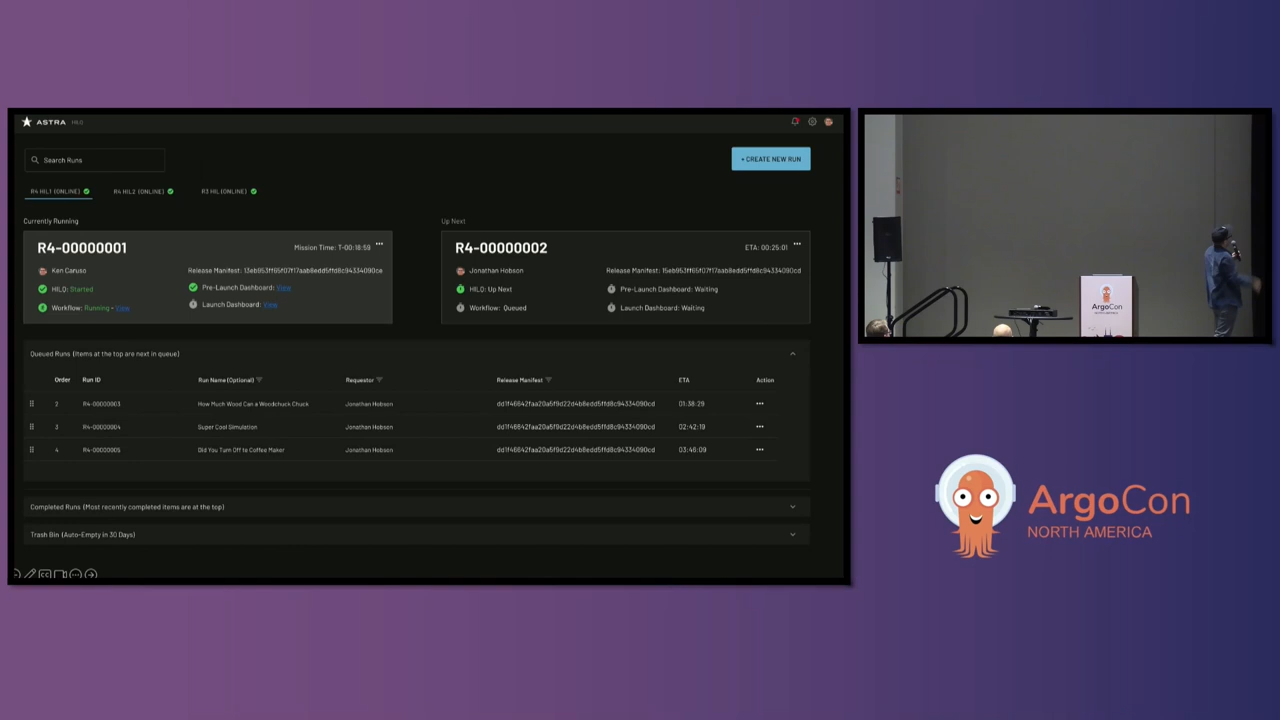 ASTRA HILO
Search Runs
+ CREATE NEW RUN
R4 HIL1 (ONLINE) R4 HIL2 (ONLINE) R3 HIL (ONLINE)
Currently Running
R4-00000001
Mission Time: T-00:18:59
Ken Caruso
Release Manifest: 13eb953ff65f07f17aab8edd5ffd8c94334090ce
HILO: Started
Pre-Launch Dashboard: View
Workflow: Running - View
Launch Dashboard: View
Up Next
R4-00000002
ETA: 00:25:01
Jonathan Hobson
Release Manifest: 15eb953ff65f07f17aab8edd5ffd8c94334090cd
HILO: Up Next
Pre-Launch Dashboard: Waiting
Workflow: Queued
Launch Dashboard: Waiting
Queued Runs (Items at the top are next in queue)
Order Run ID Run Name (Optional) Requestor Release Manifest ETA Action
2 R4-00000003 How Much Wood Can a Woodchuck Chuck Jonathan Hobson dd1f46642faa20a5f9d22d4b8edd5ffd8c94334090cd 01:38:29
3 R4-00000004 Super Cool Simulation Jonathan Hobson dd1f46642faa20a5f9d22d4b8edd5ffd8c94334090cd 02:42:19
4 R4-00000005 Did You Turn Off to Coffee Maker Jonathan Hobson dd1f46642faa20a5f9d22d4b8edd5ffd8c94334090cd 03:46:09
Completed Runs (Most recently completed items are at the top)
Trash Bin (Auto-Empty in 30 Days)
ArgoCon
ArgoCon
NORTH AMERICA